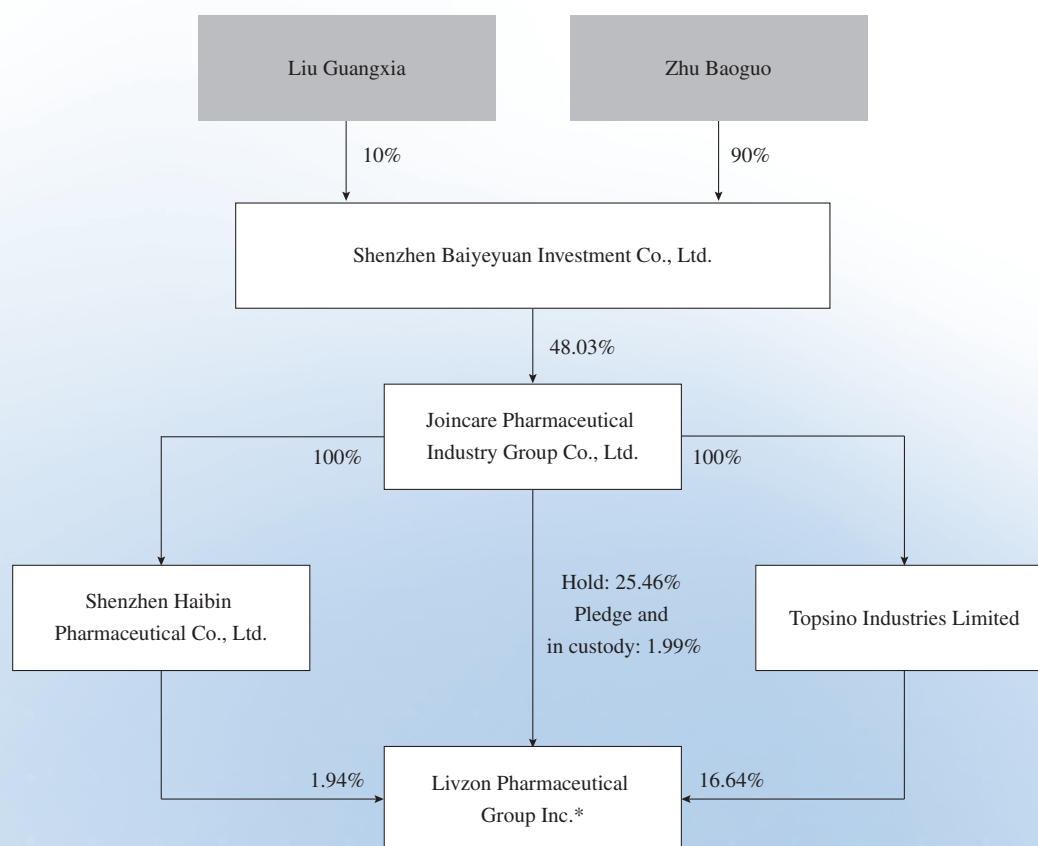 Liu Guangxia
Zhu Baoguo
10%
90%
Shenzhen Baiyeyuan Investment Co., Ltd.
48.03%
Joincare Pharmaceutical
Industry Group Co., Ltd.
100%
100%
Shenzhen Haibin
Pharmaceutical Co., Ltd.
Hold: 25.46%
Pledge and
in custody: 1.99%
Topsino Industries Limited
1.94%
Livzon Pharmaceutical
Group Inc.*
16.64%